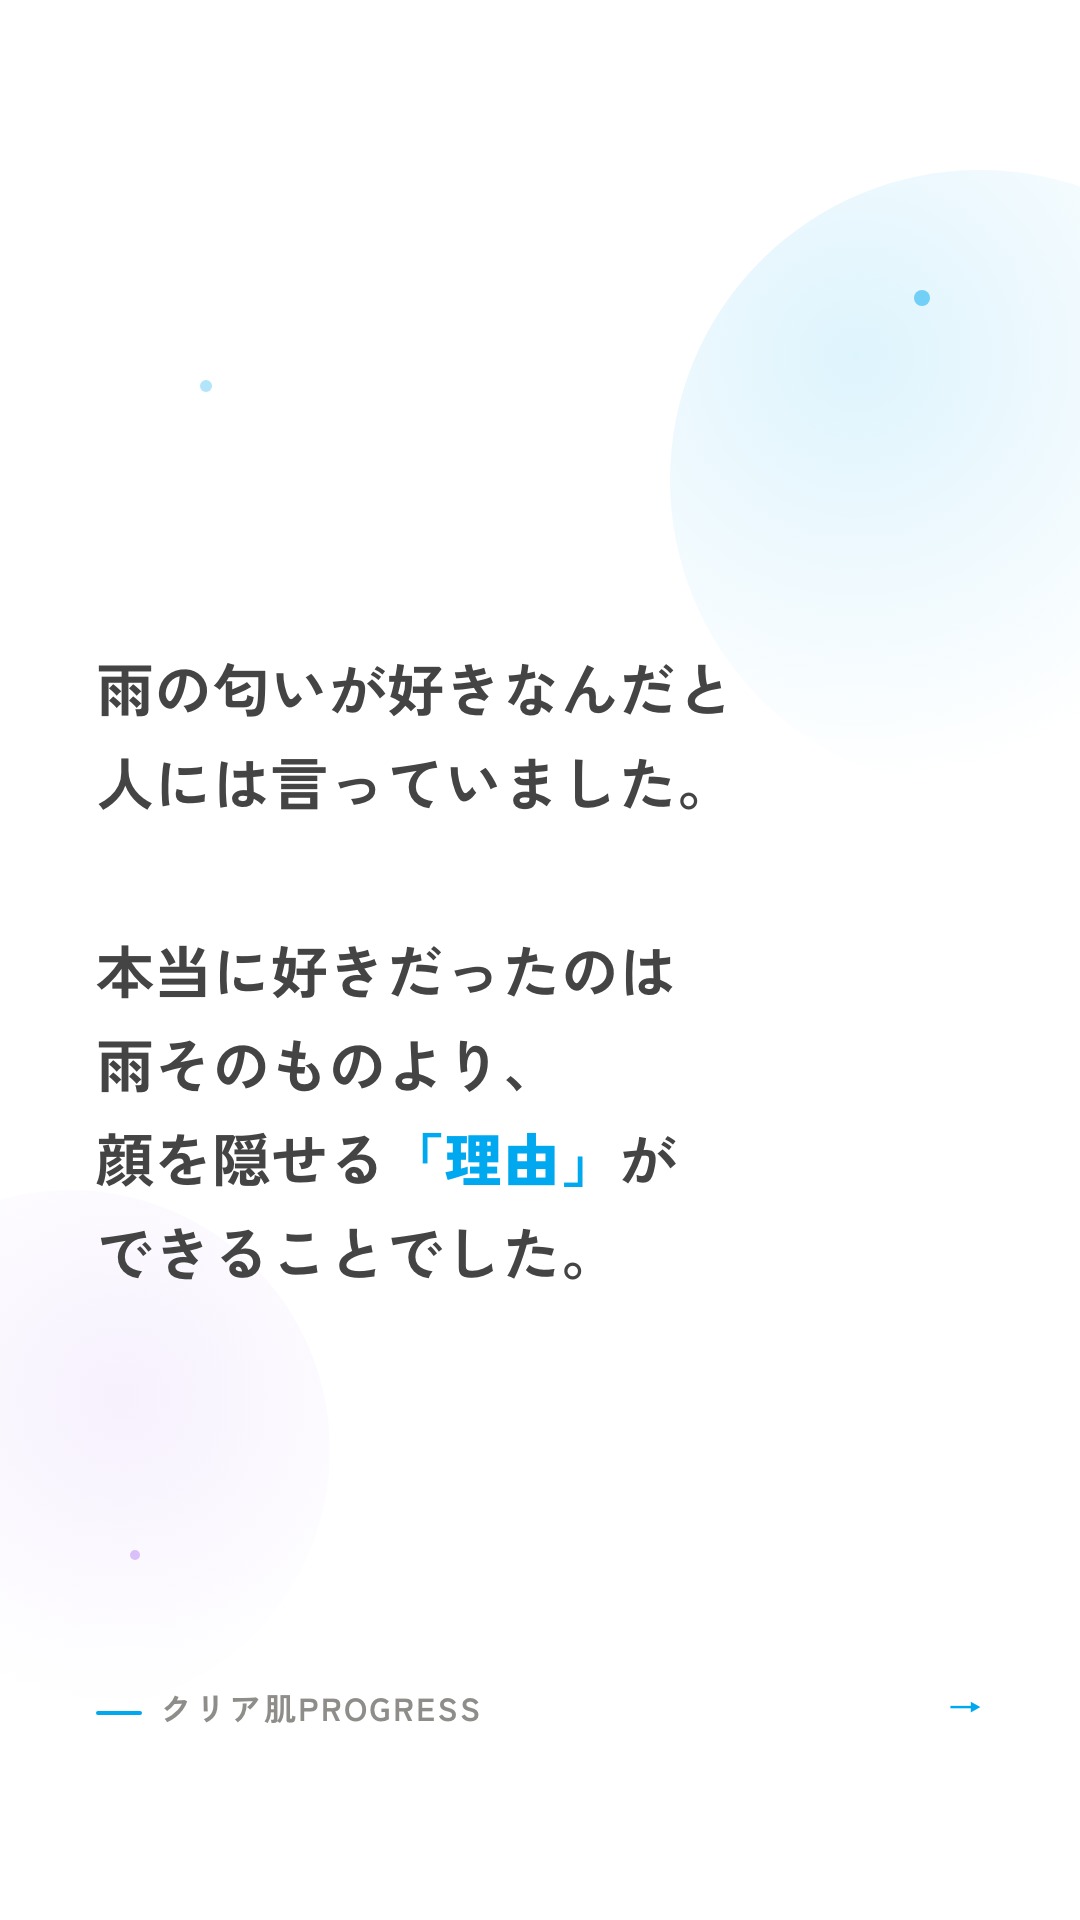 雨の匂いが好きなんだと
人には言っていました。
本当に好きだったのは
雨そのものより、
顔を隠せる「理由」が
できることでした。
クリア肌PROGRESS →